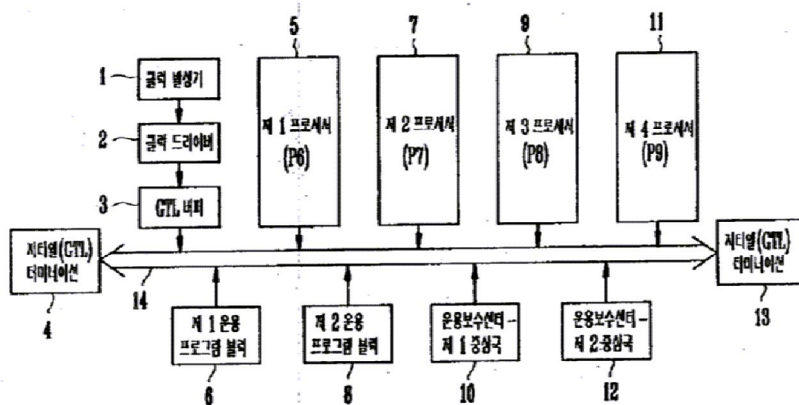 5
7
9
11
1
클럭 발생기
2
클럭 드라이버
3
GTL 버퍼
제 1 프로세서
(P6)
제 2 프로세서
(P7)
제 3 프로세서
(P8)
제 4 프로세서
(P9)
지티엘(GTL)
터미네이션
4
14
지티엘(GTL)
터미네이션
13
제 1 운용
프로그램 블럭
6
제 2 운용
프로그램 블럭
8
운용보수센터-
제 1 중심국
10
운용보수센터-
제 2 중심국
12